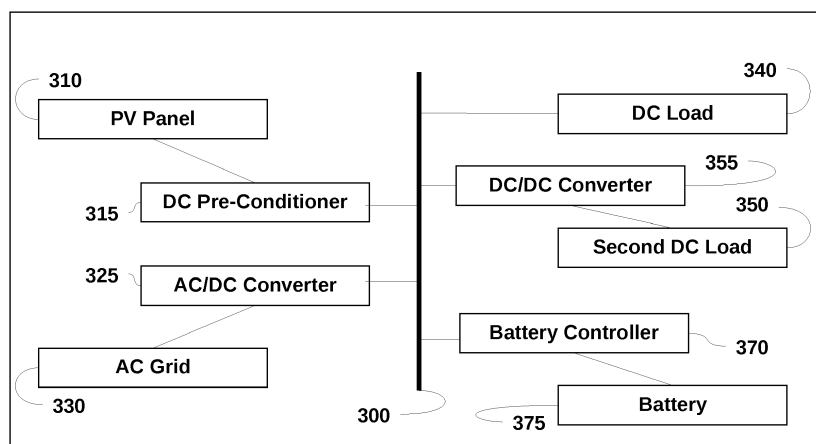 310
PV Panel
DC Pre-Conditioner
315
325
AC/DC Converter
AC Grid
330
300
340
DC Load
355
DC/DC Converter
350
Second DC Load
Battery Controller
370
Battery
375